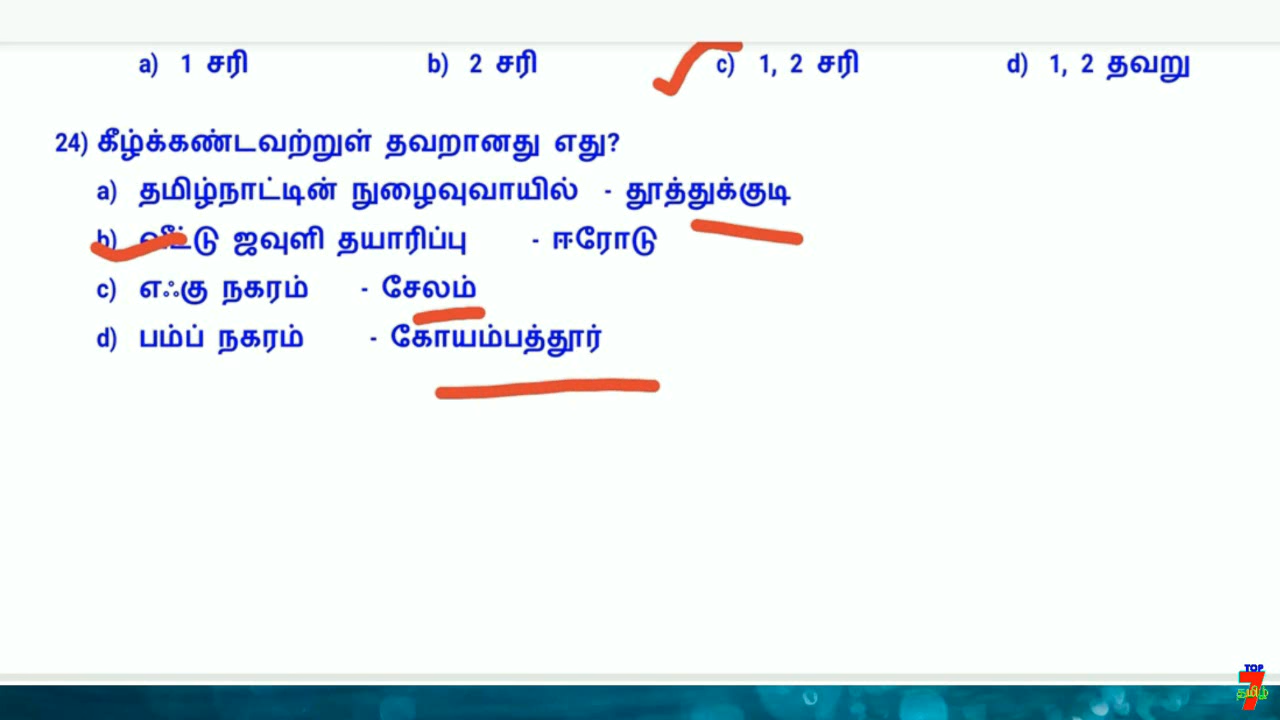 a) 1 சரி b) 2 சரி c) 1, 2 சரி d) 1, 2 தவறு
24) கீழ்க்கண்டவற்றுள் தவறானது எது?
a) தமிழ்நாட்டின் நுழைவுவாயில் - தூத்துக்குடி
b) வீட்டு ஜவுளி தயாரிப்பு - ஈரோடு
c) எஃகு நகரம் - சேலம்
d) பம்ப் நகரம் - கோயம்பத்தூர்
TOP
7
தமிழ்